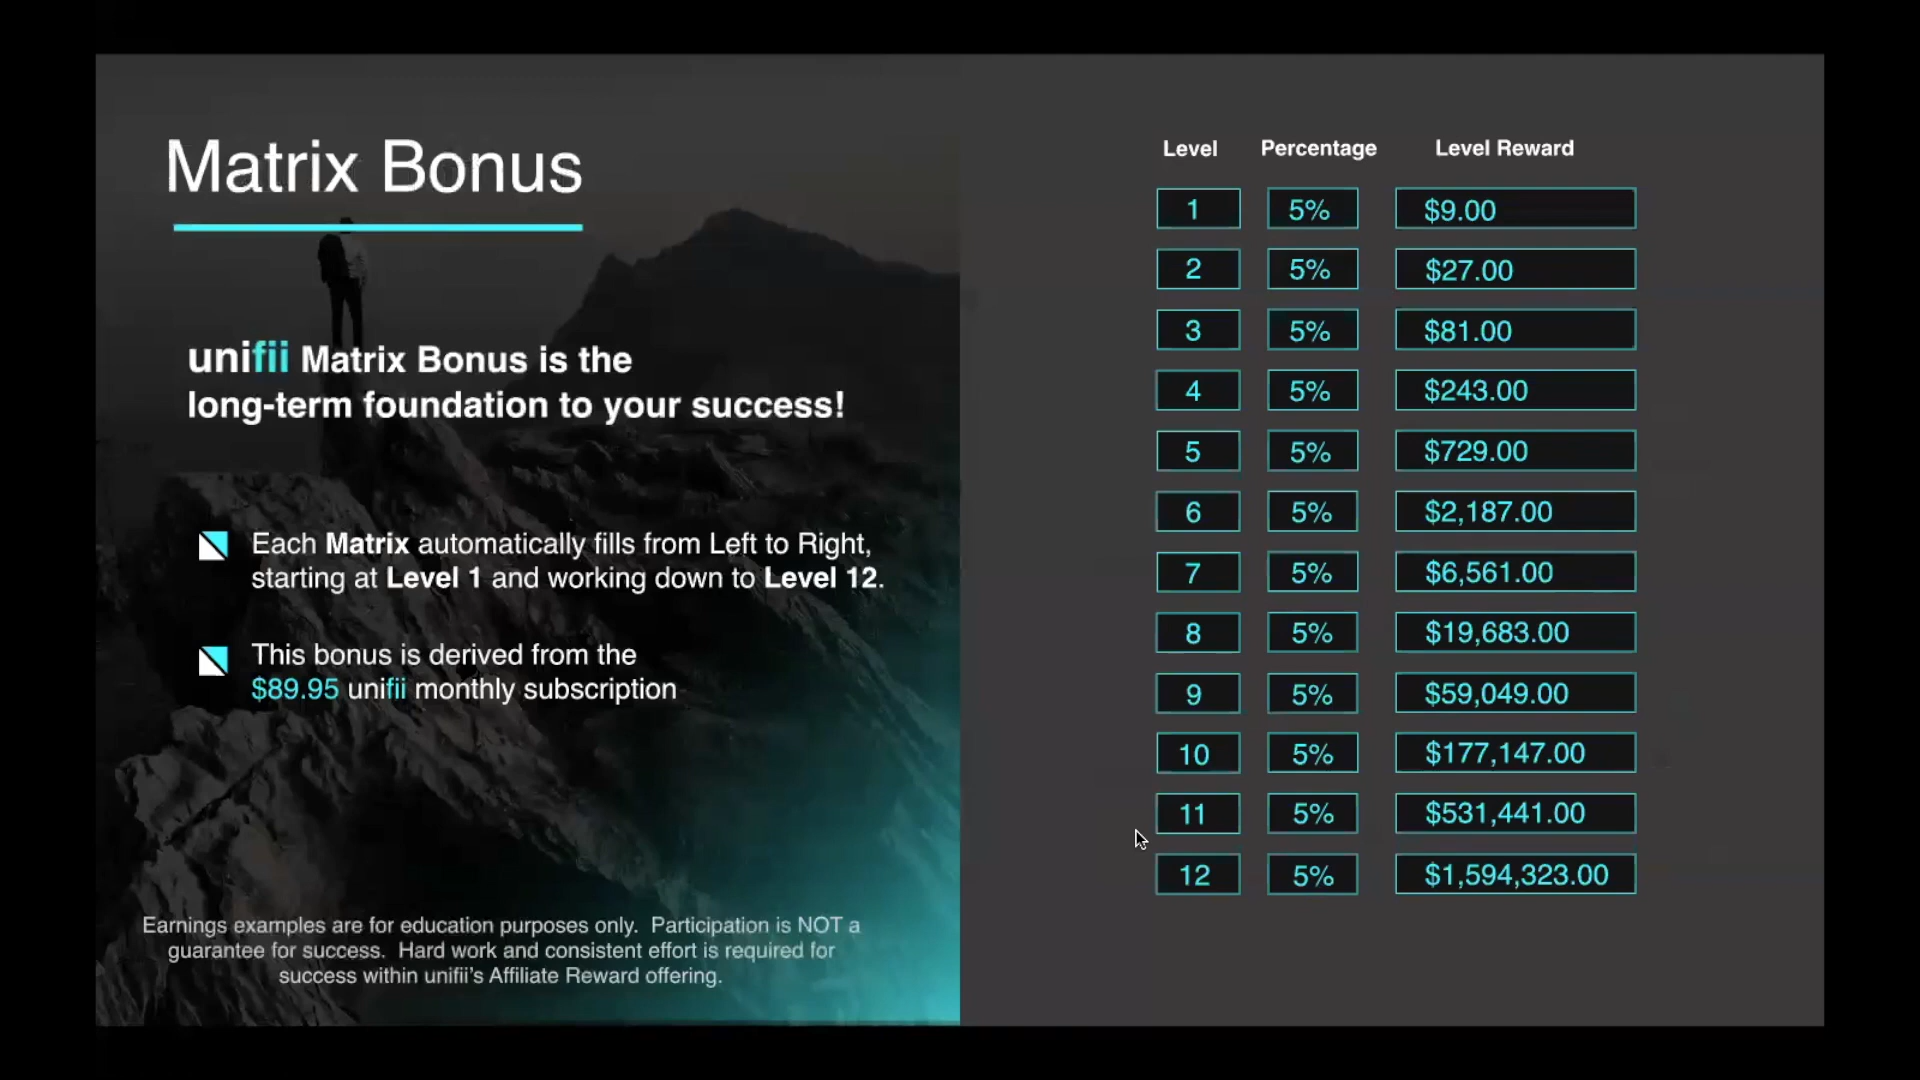 Matrix Bonus
unifii Matrix Bonus is the
long-term foundation to your success!
Each Matrix automatically fills from Left to Right,
starting at Level 1 and working down to Level 12.
This bonus is derived from the
$89.95 unifii monthly subscription
Earnings examples are for education purposes only.  Participation is NOT a
guarantee for success.  Hard work and consistent effort is required for
success within unifii's Affiliate Reward offering.
Level Percentage Level Reward
1 5% $9.00
2 5% $27.00
3 5% $81.00
4 5% $243.00
5 5% $729.00
6 5% $2,187.00
7 5% $6,561.00
8 5% $19,683.00
9 5% $59,049.00
10 5% $177,147.00
11 5% $531,441.00
12 5% $1,594,323.00